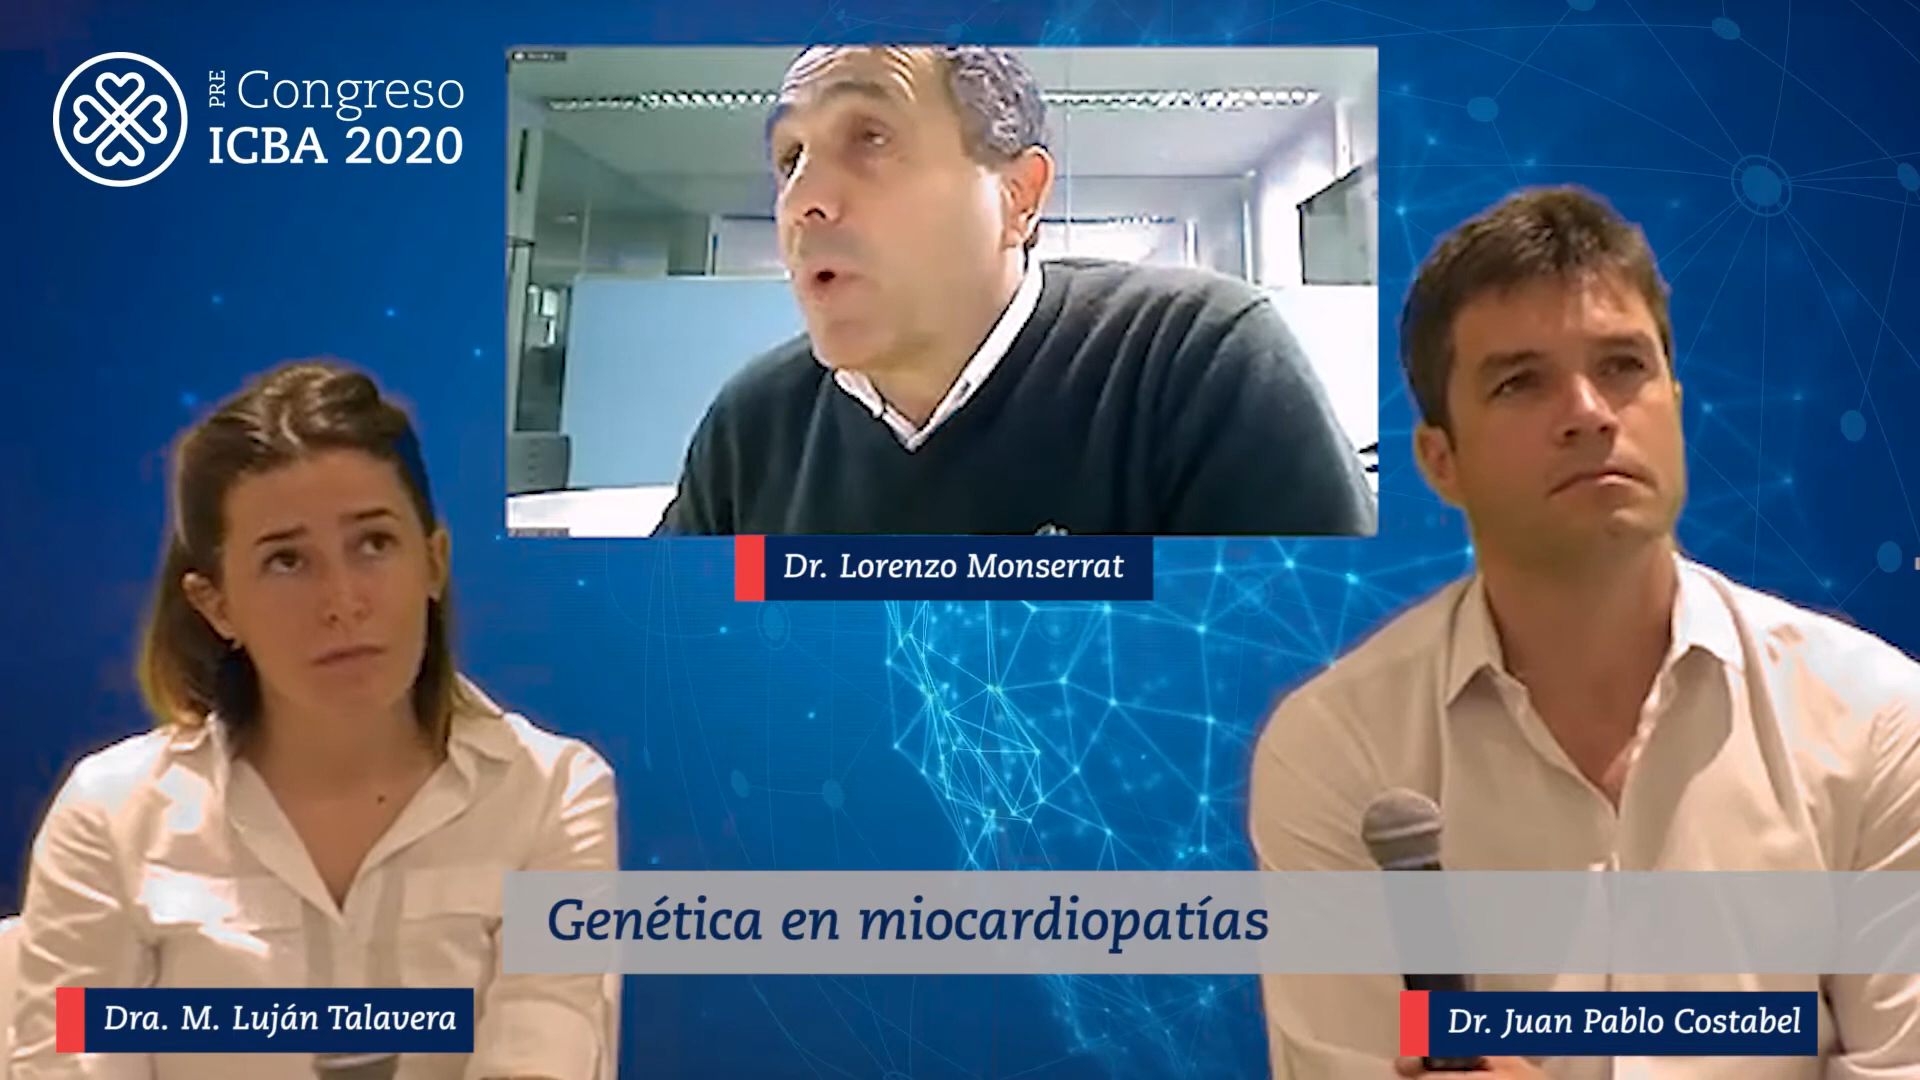 PRE Congreso
ICBA 2020
Dr. Lorenzo Monserrat
Genética en miocardiopatías
Dra. M. Luján Talavera
Dr. Juan Pablo Costabel